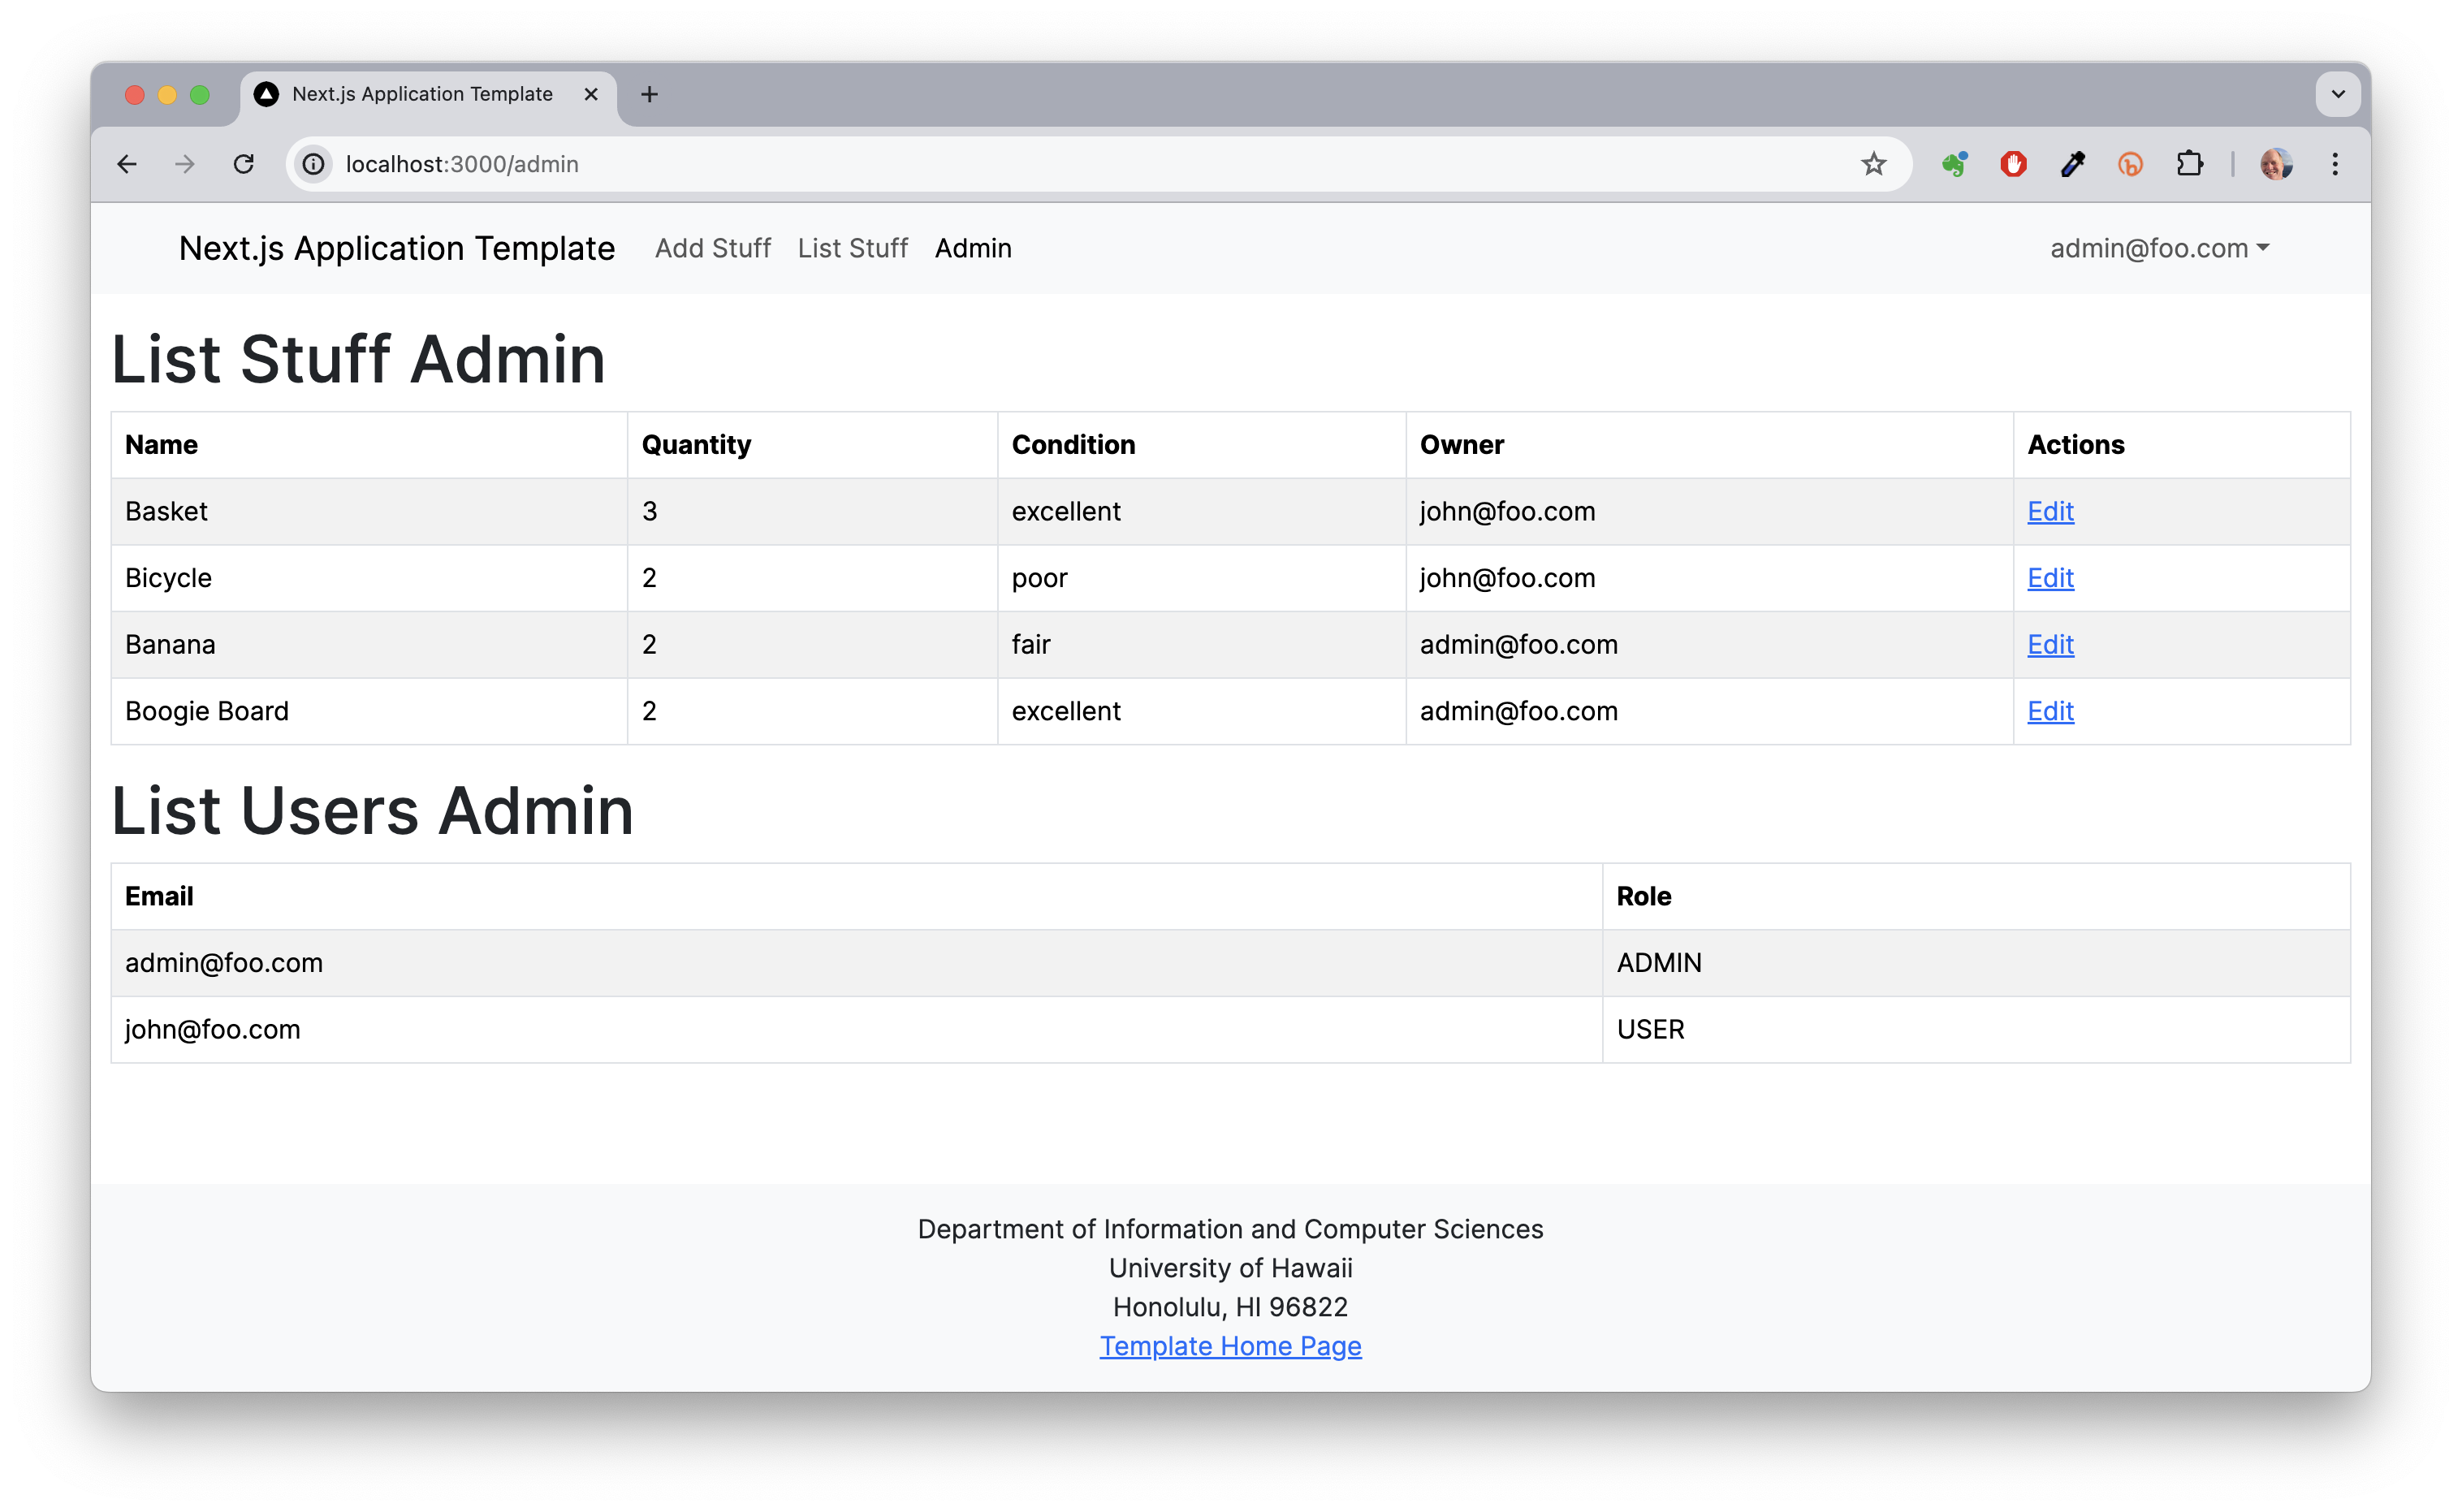 Next.js Application Template
localhost:3000/admin
Next.js Application Template Add Stuff List Stuff Admin admin@foo.com
List Stuff Admin
Name Quantity Condition Owner Actions
Basket 3 excellent john@foo.com Edit
Bicycle 2 poor john@foo.com Edit
Banana 2 fair admin@foo.com Edit
Boogie Board 2 excellent admin@foo.com Edit
List Users Admin
Email Role
admin@foo.com ADMIN
john@foo.com USER
Department of Information and Computer Sciences
University of Hawaii
Honolulu, HI 96822
Template Home Page